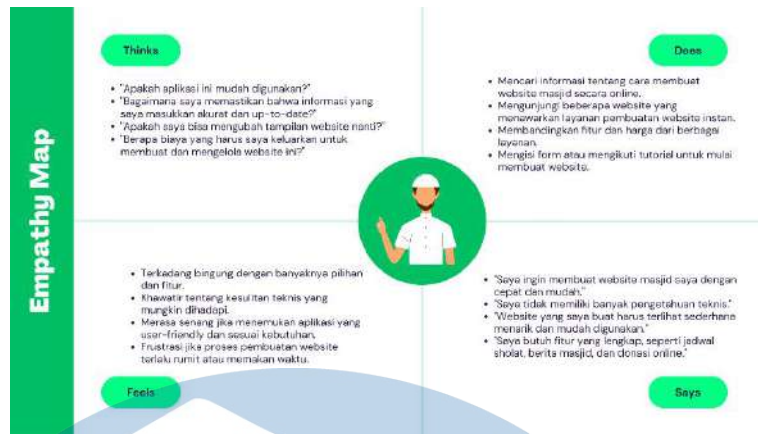 Empathy Map
Thinks
• "Apakah aplikasi ini mudah digunakan?"
• "Bagaimana saya memastikan bahwa informasi yang
saya masukkan akurat dan up-to-date?"
• "Apakah saya bisa mengubah tampilan website nanti?"
• "Berapa biaya yang harus saya keluarkan untuk
membuat dan mengelola website ini?"
Does
• Mencari informasi tentang cara membuat
website masjid secara online.
• Mengunjungi beberapa website yang
menawarkan layanan pembuatan website instan.
• Membandingkan fitur dan harga dari berbagai
layanan.
• Mengisi form atau mengikuti tutorial untuk mulai
membuat website.
• Terkadang bingung dengan banyaknya pilihan
dan fitur.
• Khawatir tentang kesulitan teknis yang
mungkin dihadapi.
• Merasa senang jika menemukan aplikasi yang
user-friendly dan sesuai kebutuhan.
• Frustrasi jika proses pembuatan website
terlalu rumit atau memakan waktu.
Feels
• "Saya ingin membuat website masjid saya dengan
cepat dan mudah."
• "Saya tidak memiliki banyak pengetahuan teknis."
• "Website yang saya buat harus terlihat sederhana
menarik dan mudah digunakan."
• "Saya butuh fitur yang lengkap, seperti jadwal
sholat, berita masjid, dan donasi online."
Says